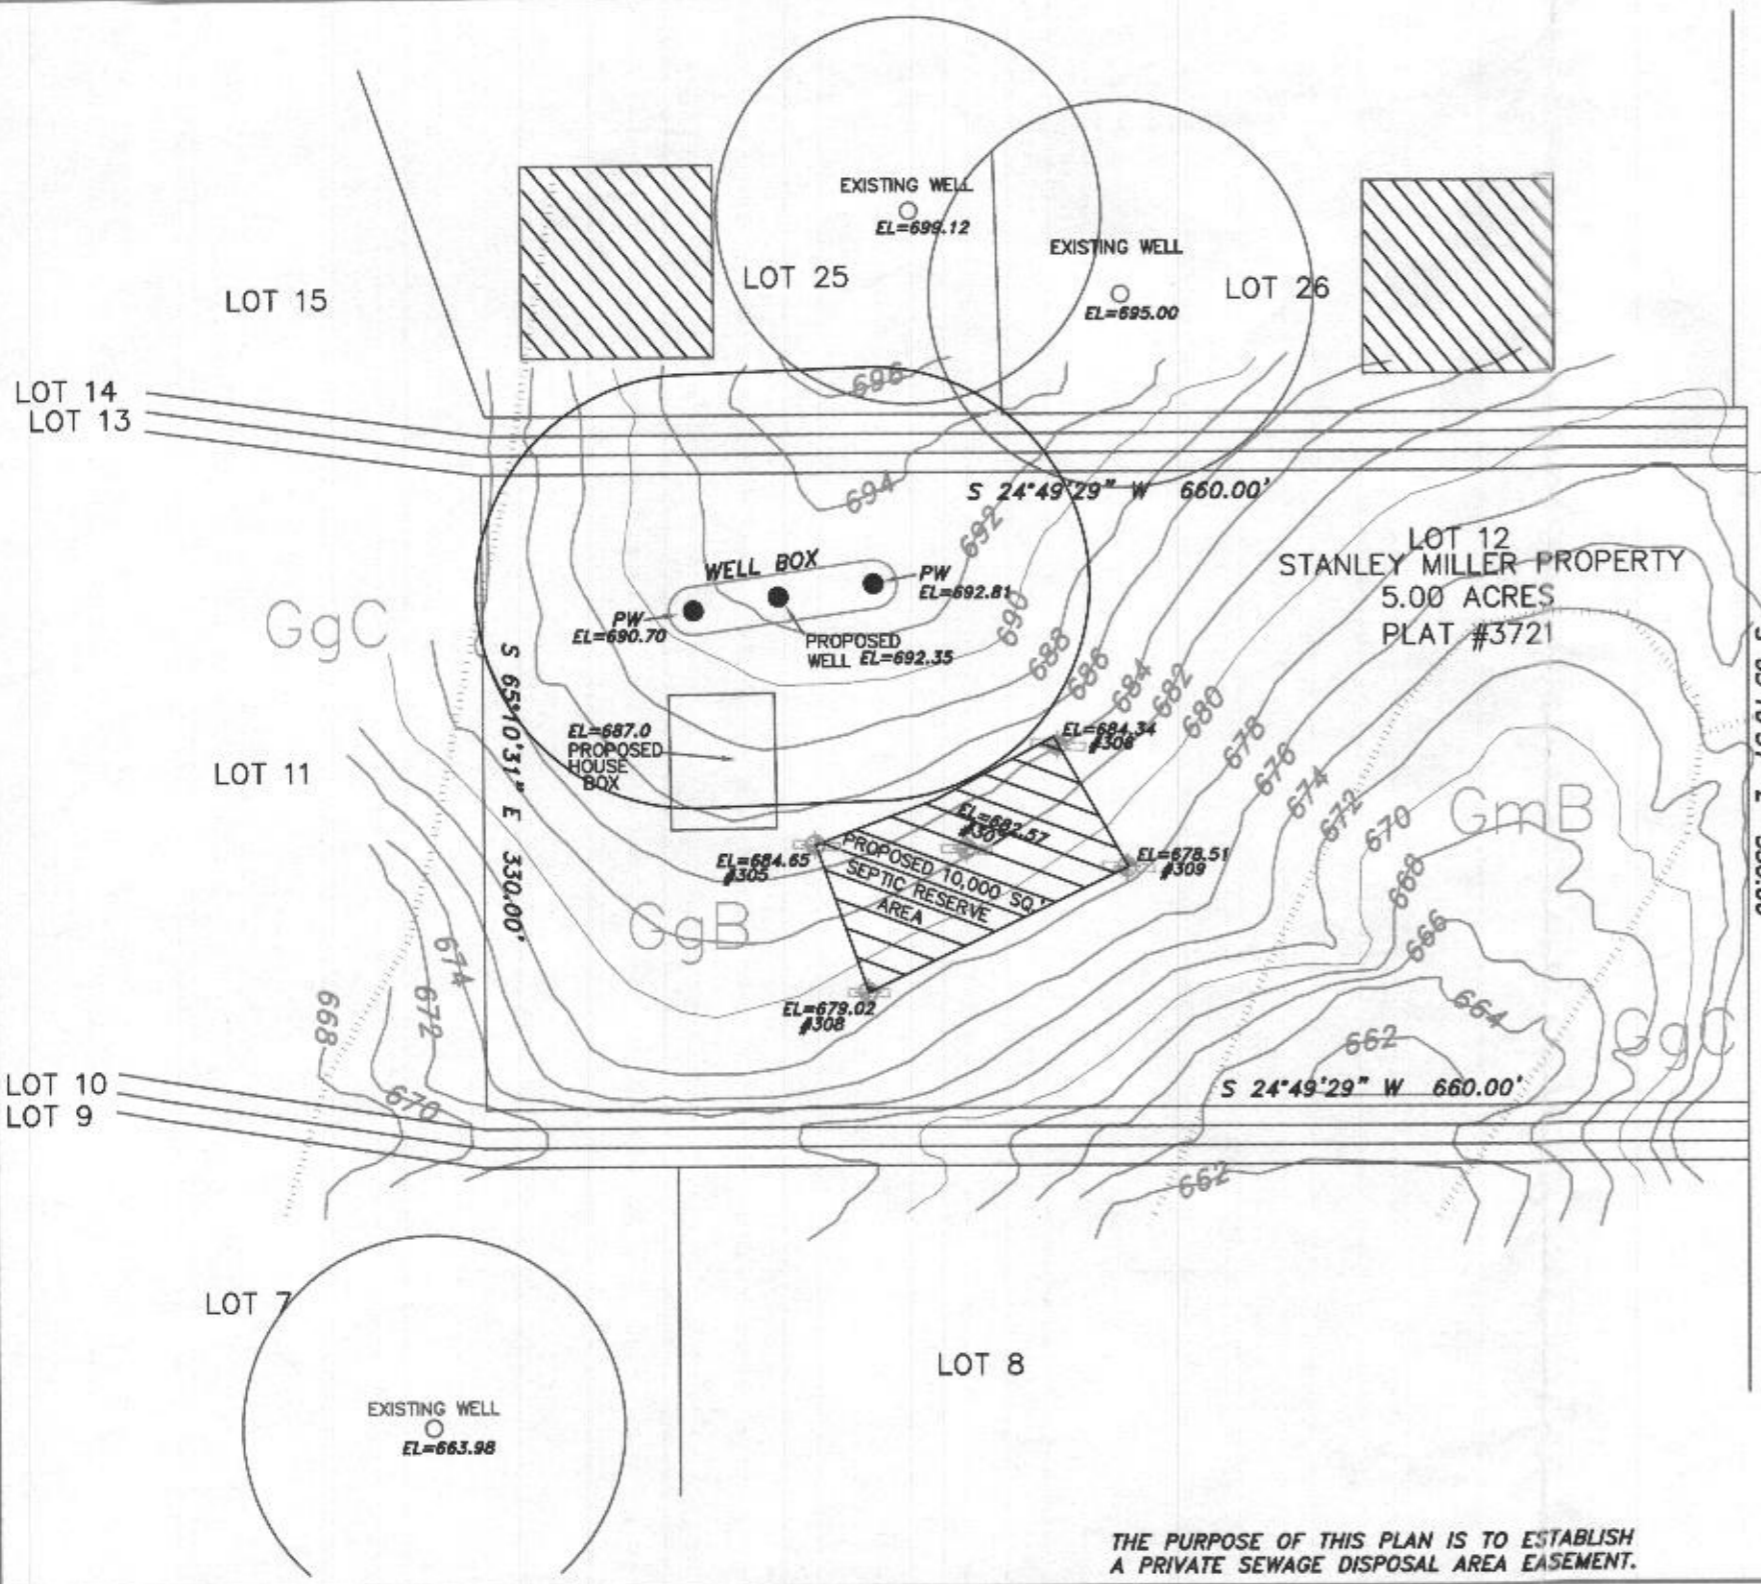 EXISTING WELL
EL=699.12
EXISTING WELL
EL=695.00
LOT 25
LOT 26
LOT 15
LOT 14
LOT 13
696
694
S 24°49'29" W 660.00'
692
LOT 12
STANLEY MILLER PROPERTY
5.00 ACRES
PLAT #3721
WELL BOX
PW
EL=692.81
PW
EL=690.70
PROPOSED
WELL EL=692.35
GgC
690
688
686
684
682
680
678
676
674
672
670
668
666
664
662
S 65°10'31" E 330.00'
EL=687.0
PROPOSED
HOUSE
BOX
LOT 11
EL=684.34
#308
EL=682.57
EL=684.65
#305
EL=678.51
#309
PROPOSED 10,000 SQ.'
SEPTIC RESERVE
AREA
GmB
GgB
GgC
EL=679.02
#308
674
672
668
670
LOT 10
LOT 9
S 24°49'29" W 660.00'
662
LOT 7
LOT 8
EXISTING WELL
EL=663.98
THE PURPOSE OF THIS PLAN IS TO ESTABLISH
A PRIVATE SEWAGE DISPOSAL AREA EASEMENT.